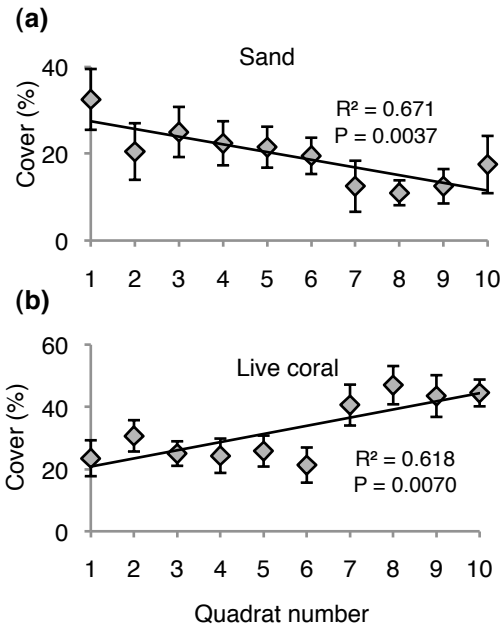 (a)
Sand
40
20
0
Cover (%)
R² = 0.671
P = 0.0037
1 2 3 4 5 6 7 8 9 10
(b)
Live coral
60
40
20
0
Cover (%)
R² = 0.618
P = 0.0070
1 2 3 4 5 6 7 8 9 10
Quadrat number